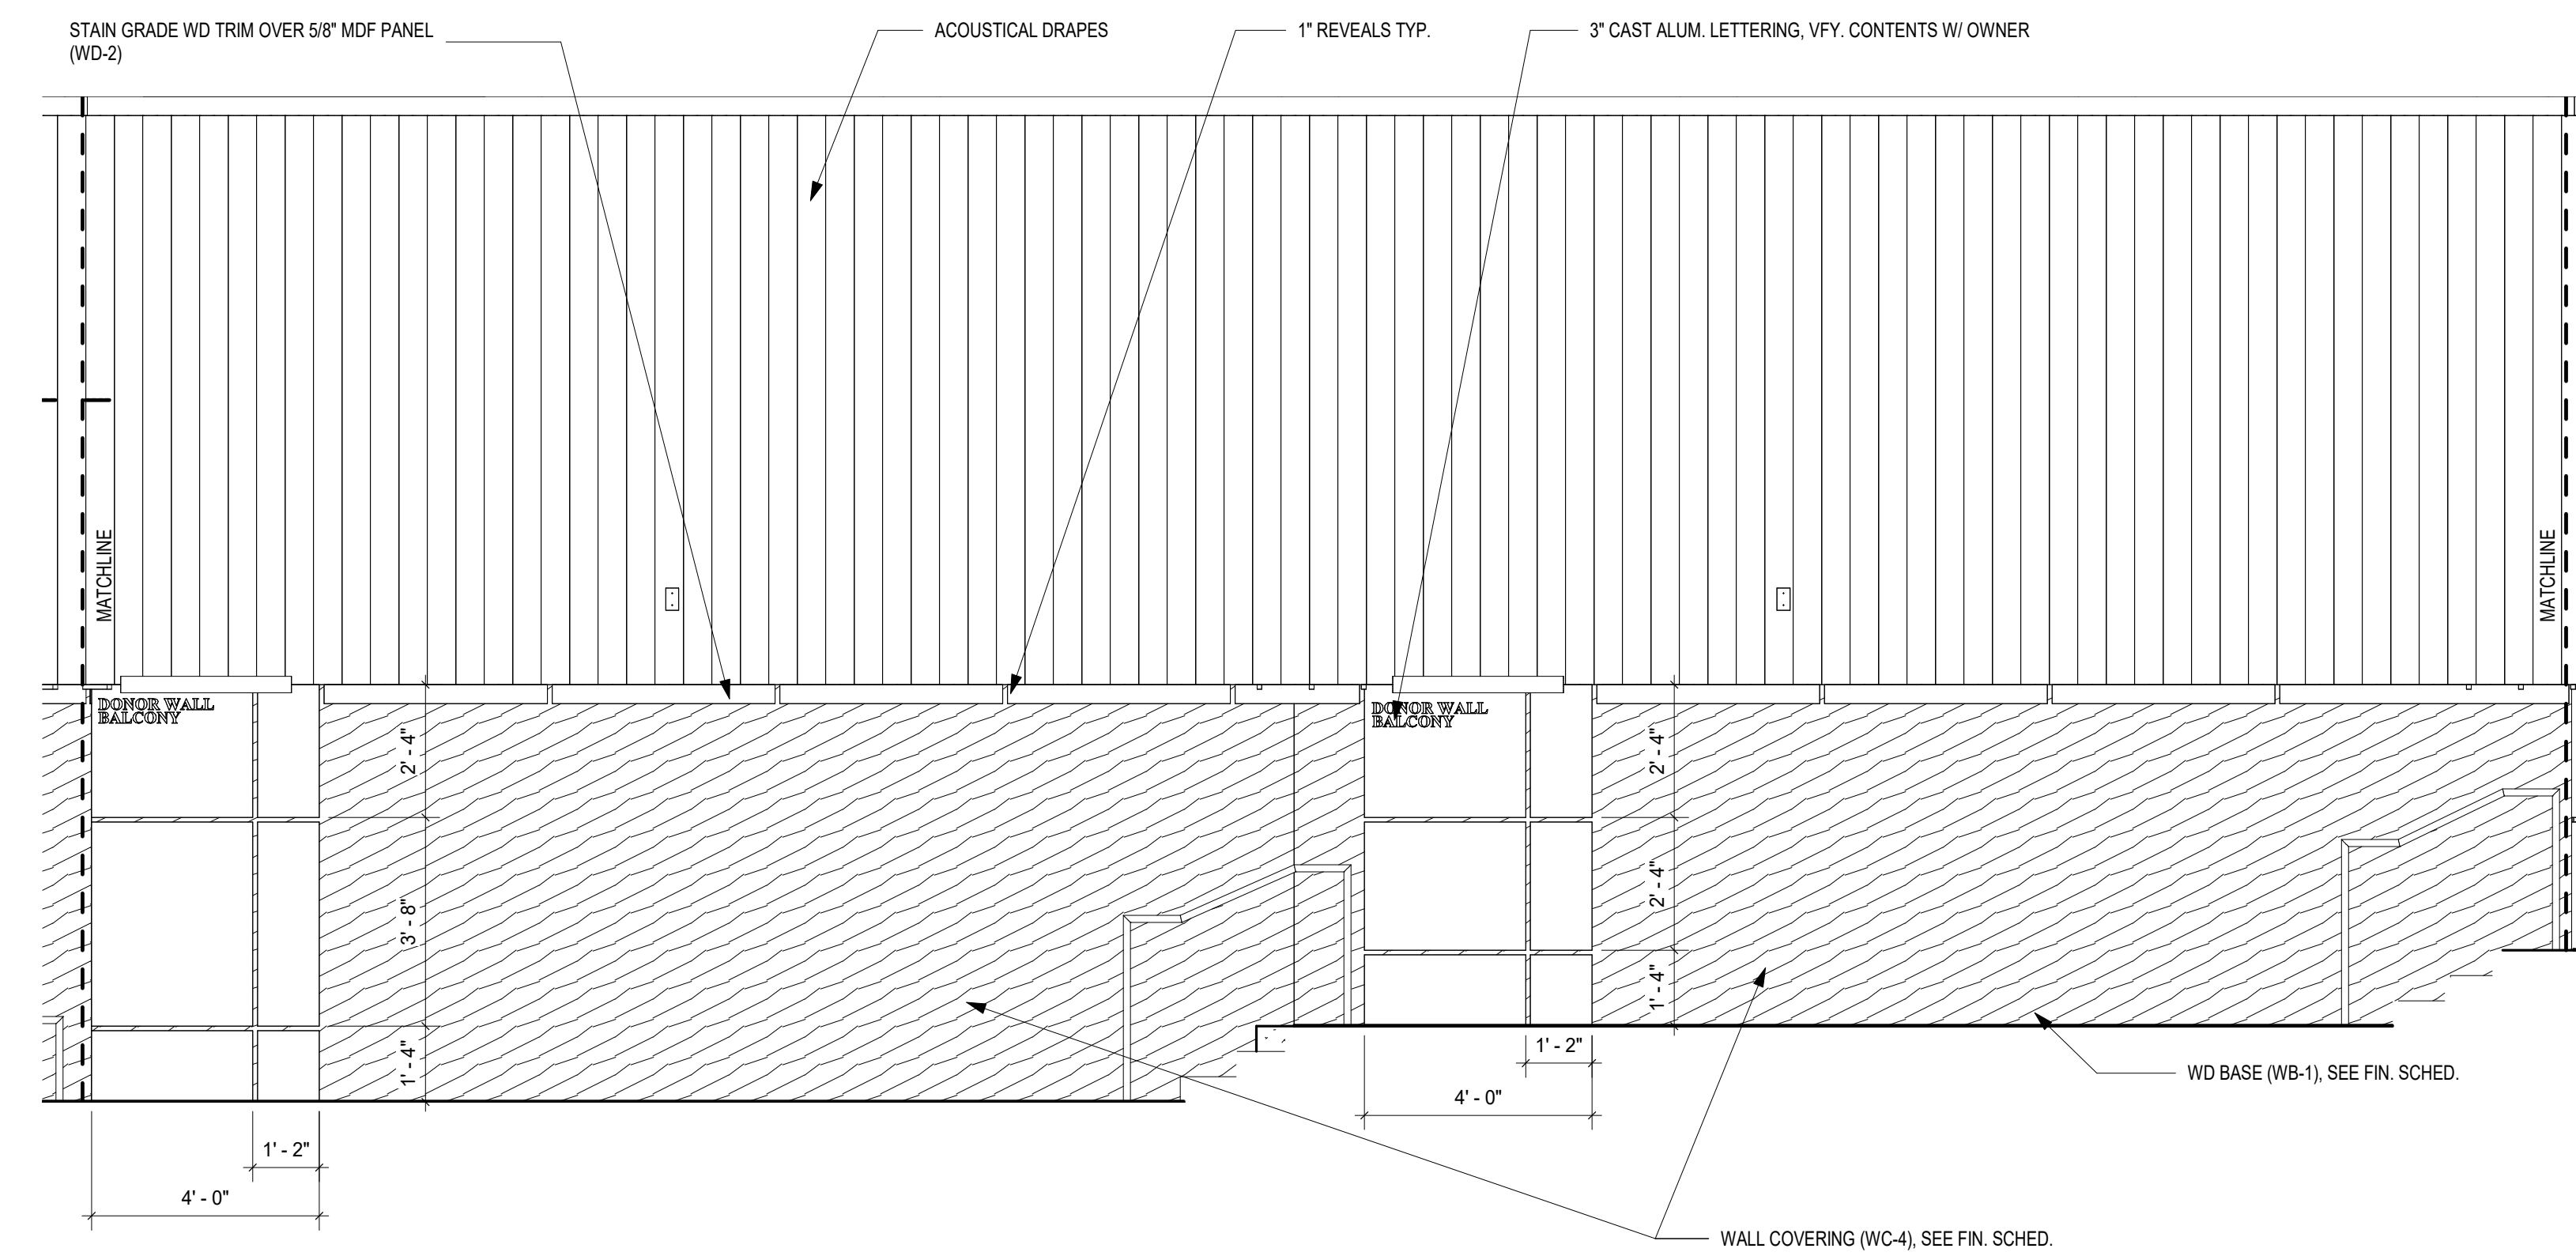 STAIN GRADE WD TRIM OVER 5/8" MDF PANEL
(WD-2)
ACOUSTICAL DRAPES
1" REVEALS TYP.
3" CAST ALUM. LETTERING, VFY. CONTENTS W/ OWNER
MATCHLINE
MATCHLINE
DONOR WALL
BALCONY
DONOR WALL
BALCONY
2' - 4"
3' - 8"
1' - 4"
2' - 4"
2' - 4"
1' - 4"
1' - 2"
4' - 0"
1' - 2"
4' - 0"
WD BASE (WB-1), SEE FIN. SCHED.
WALL COVERING (WC-4), SEE FIN. SCHED.